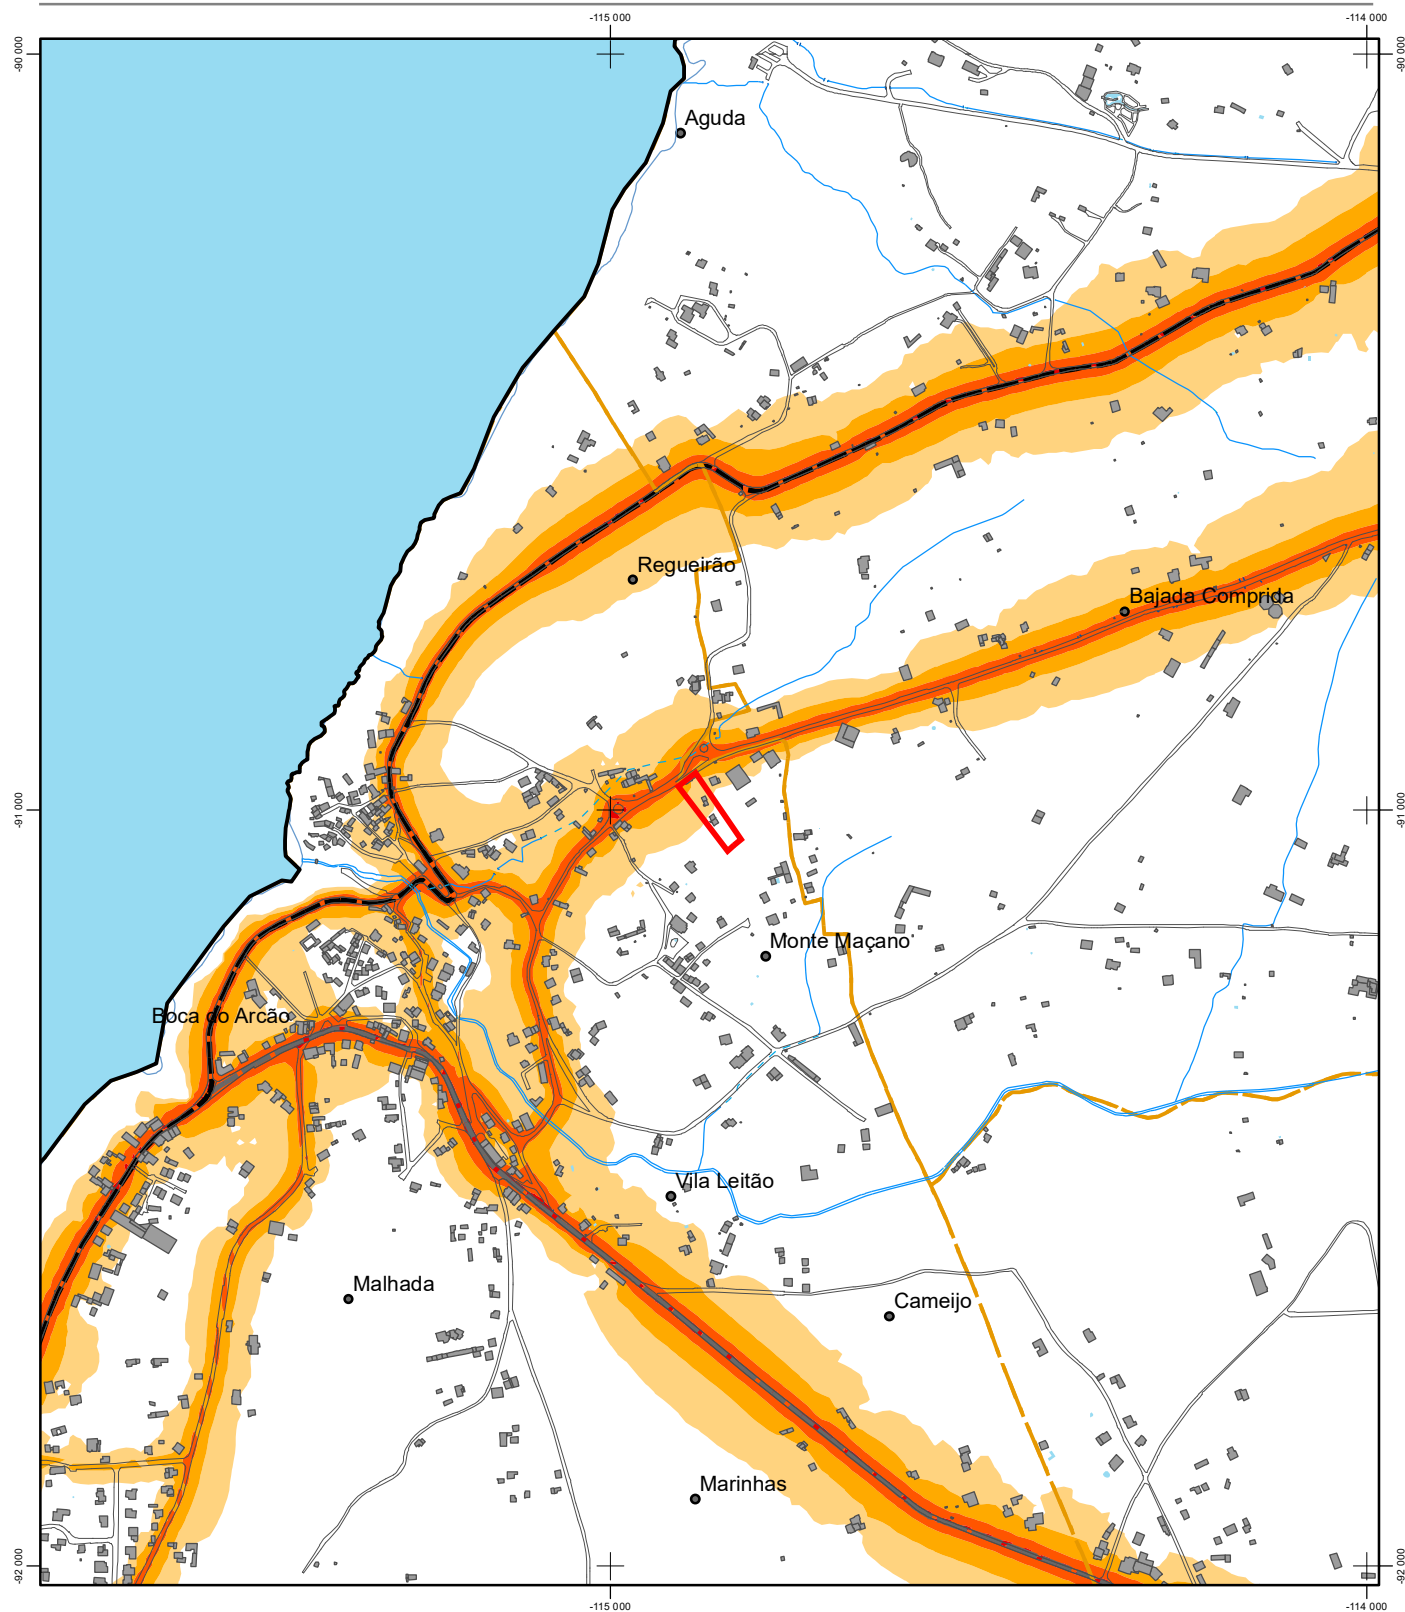 -115 000
-114 000
-90 000
-90 000
Aguda
Regueirão
Bajada Comprida
-91 000
-91 000
Monte Maçano
Boca do Arcão
Vila Leitão
Malhada
Cameijo
Marinhas
-92 000
-92 000
-115 000
-114 000